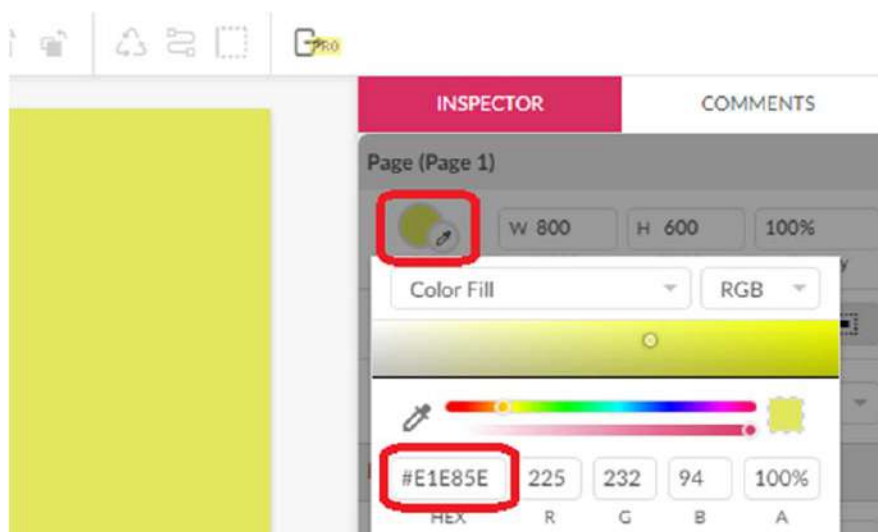 PRO
INSPECTOR COMMENTS
Page (Page 1)
W 800 H 600 100%
y
Color Fill RGB
#E1E85E 225 232 94 100%
HEX R G B A